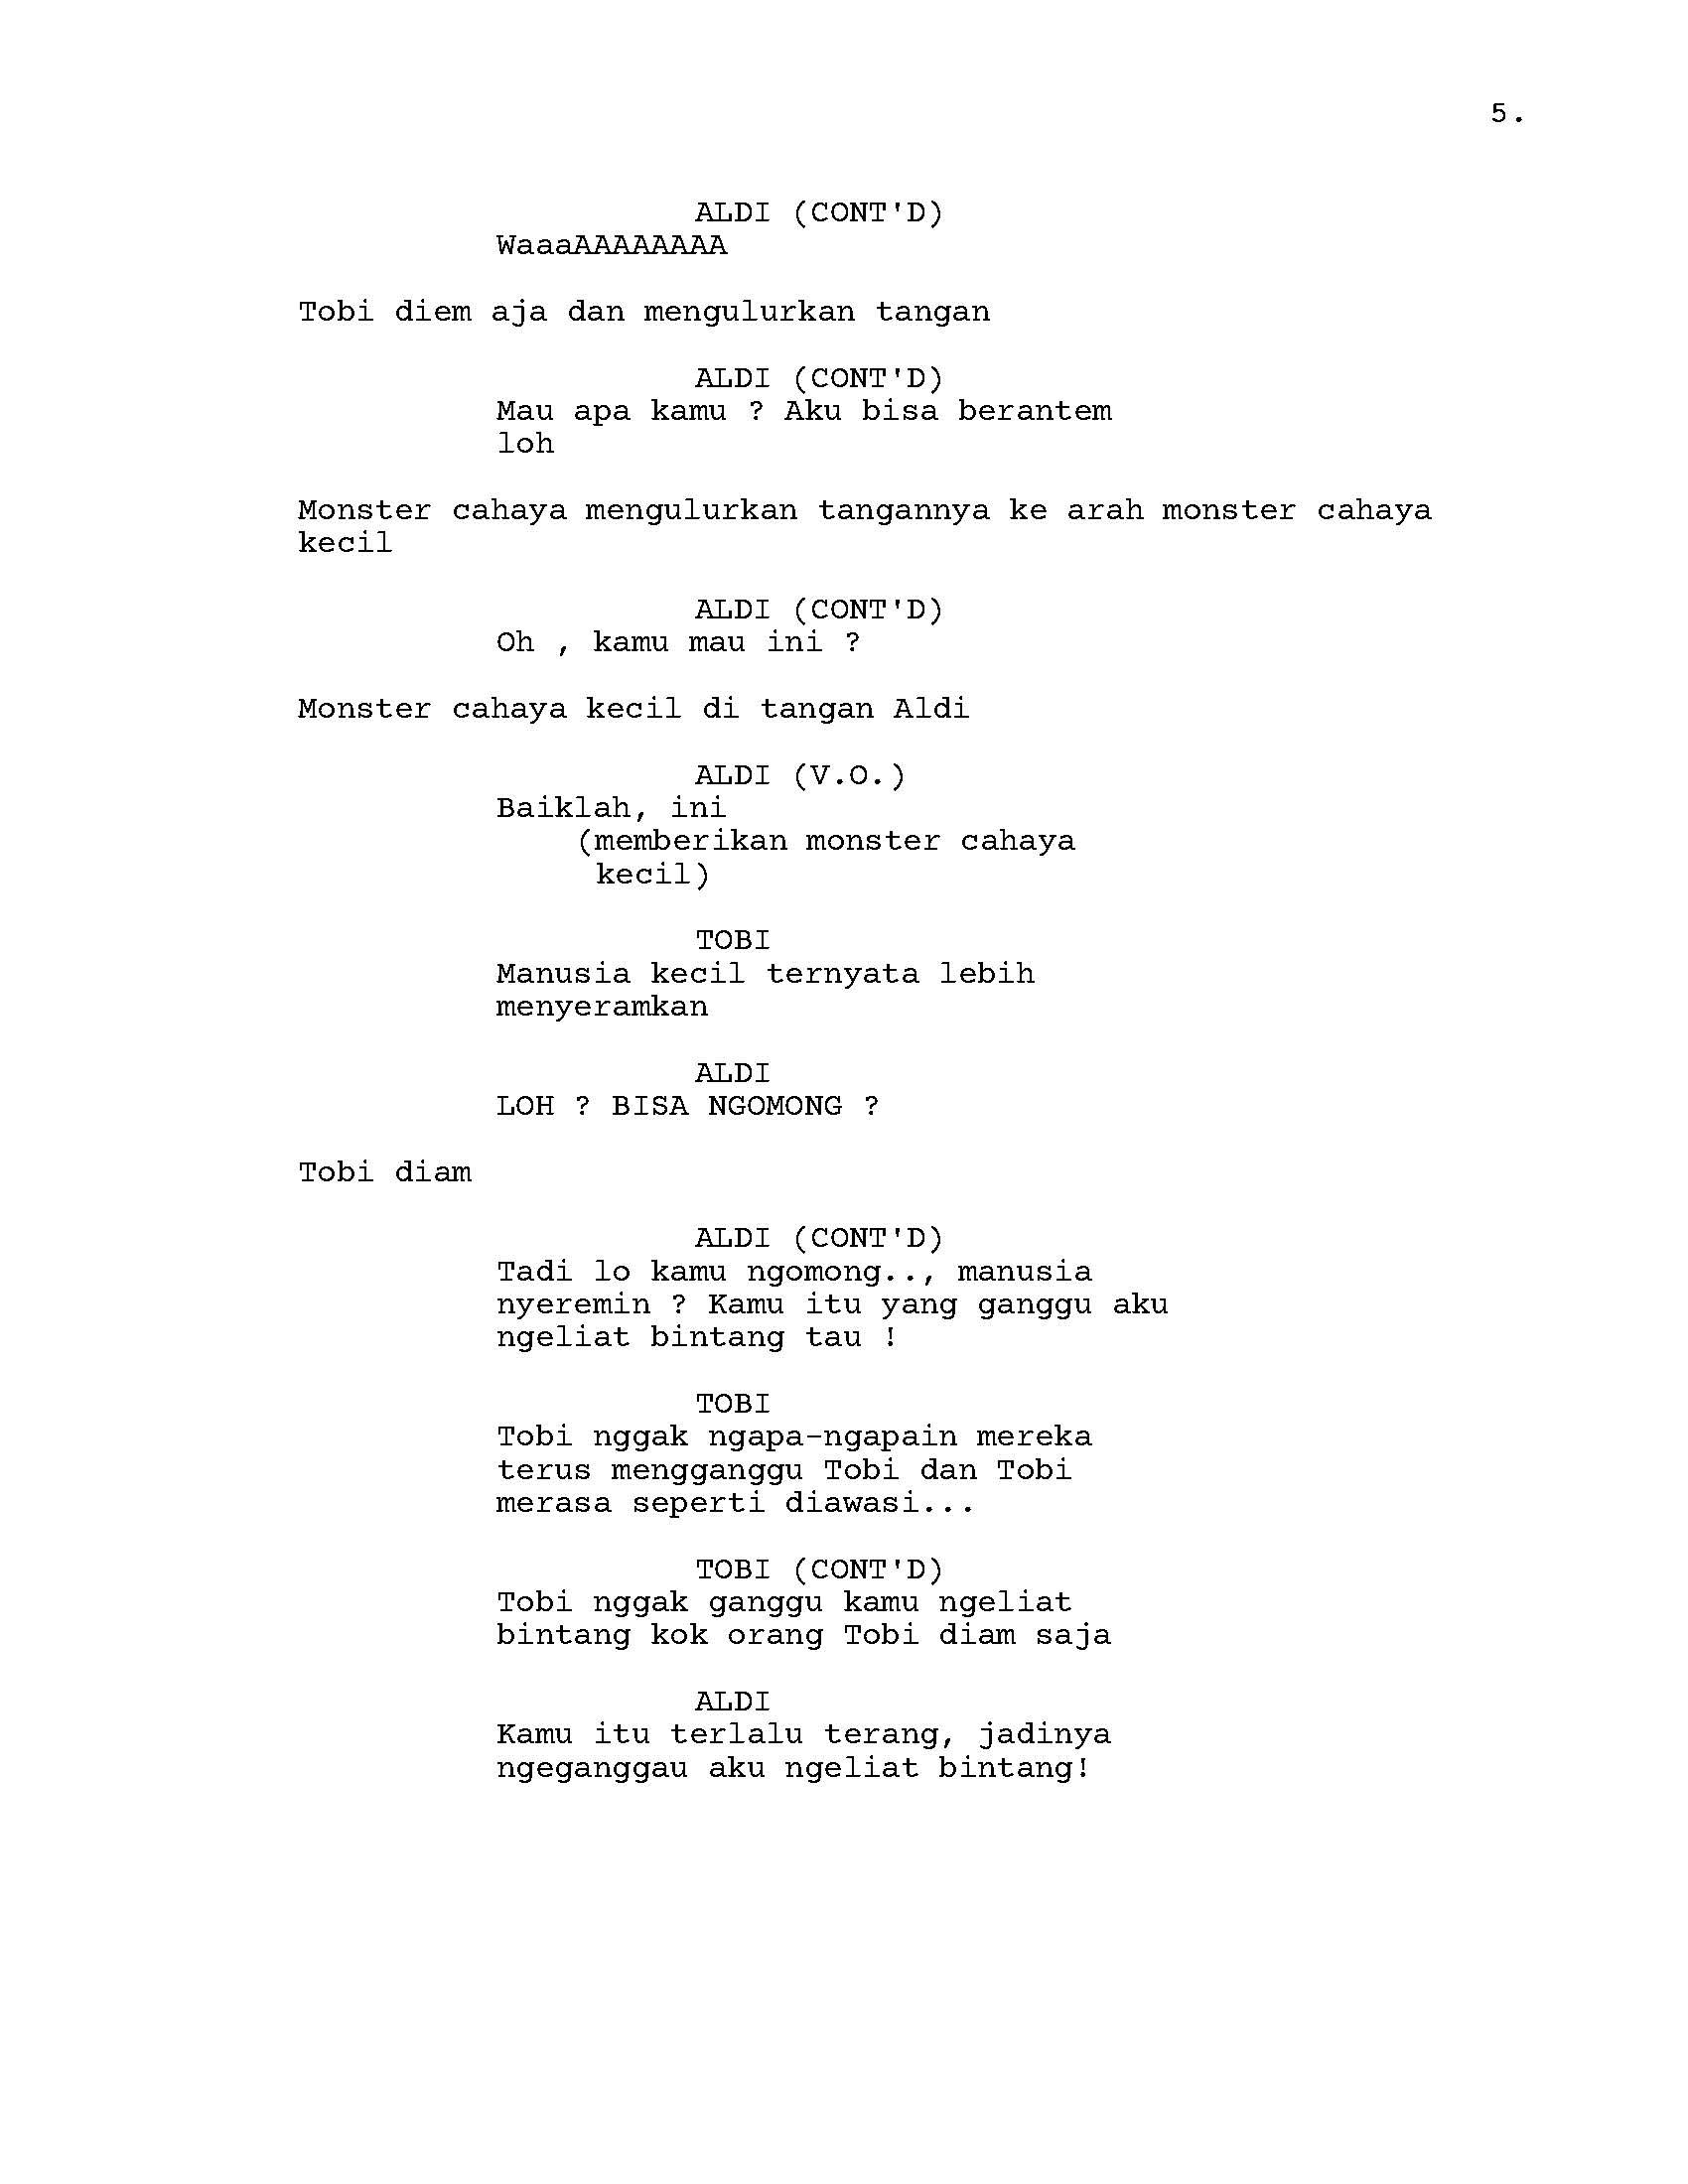 5.
ALDI (CONT'D)
WaaaAAAAAAAA
Tobi diem aja dan mengulurkan tangan
ALDI (CONT'D)
Mau apa kamu ? Aku bisa berantem
loh
Monster cahaya mengulurkan tangannya ke arah monster cahaya
kecil
ALDI (CONT'D)
Oh , kamu mau ini ?
Monster cahaya kecil di tangan Aldi
ALDI (V.O.)
Baiklah, ini
(memberikan monster cahaya
kecil)
TOBI
Manusia kecil ternyata lebih
menyeramkan
ALDI
LOH ? BISA NGOMONG ?
Tobi diam
ALDI (CONT'D)
Tadi lo kamu ngomong.., manusia
nyeremin ? Kamu itu yang ganggu aku
ngeliat bintang tau !
TOBI
Tobi nggak ngapa-ngapain mereka
terus mengganggu Tobi dan Tobi
merasa seperti diawasi...
TOBI (CONT'D)
Tobi nggak ganggu kamu ngeliat
bintang kok orang Tobi diam saja
ALDI
Kamu itu terlalu terang, jadinya
ngeganggau aku ngeliat bintang!